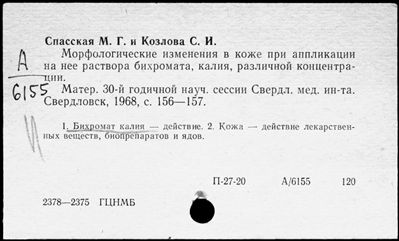 Спасская М. Г. и Козлова С. И.
Морфологические изменения в коже при аппликации
А
на нее раствора бихромата, калия, различной концентра-
ции.
6155
Матер. 30-й годичной науч. сессии Свердл. мед. ин-та.
Свердловск, 1968, с. 156—157.
1. Бихромат калия — действие. 2. Кожа — действие лекарствен-
ных веществ, биопрепаратов и ядов.
П-27-20 А/6155 120
2378—2375 ГЦНМБ